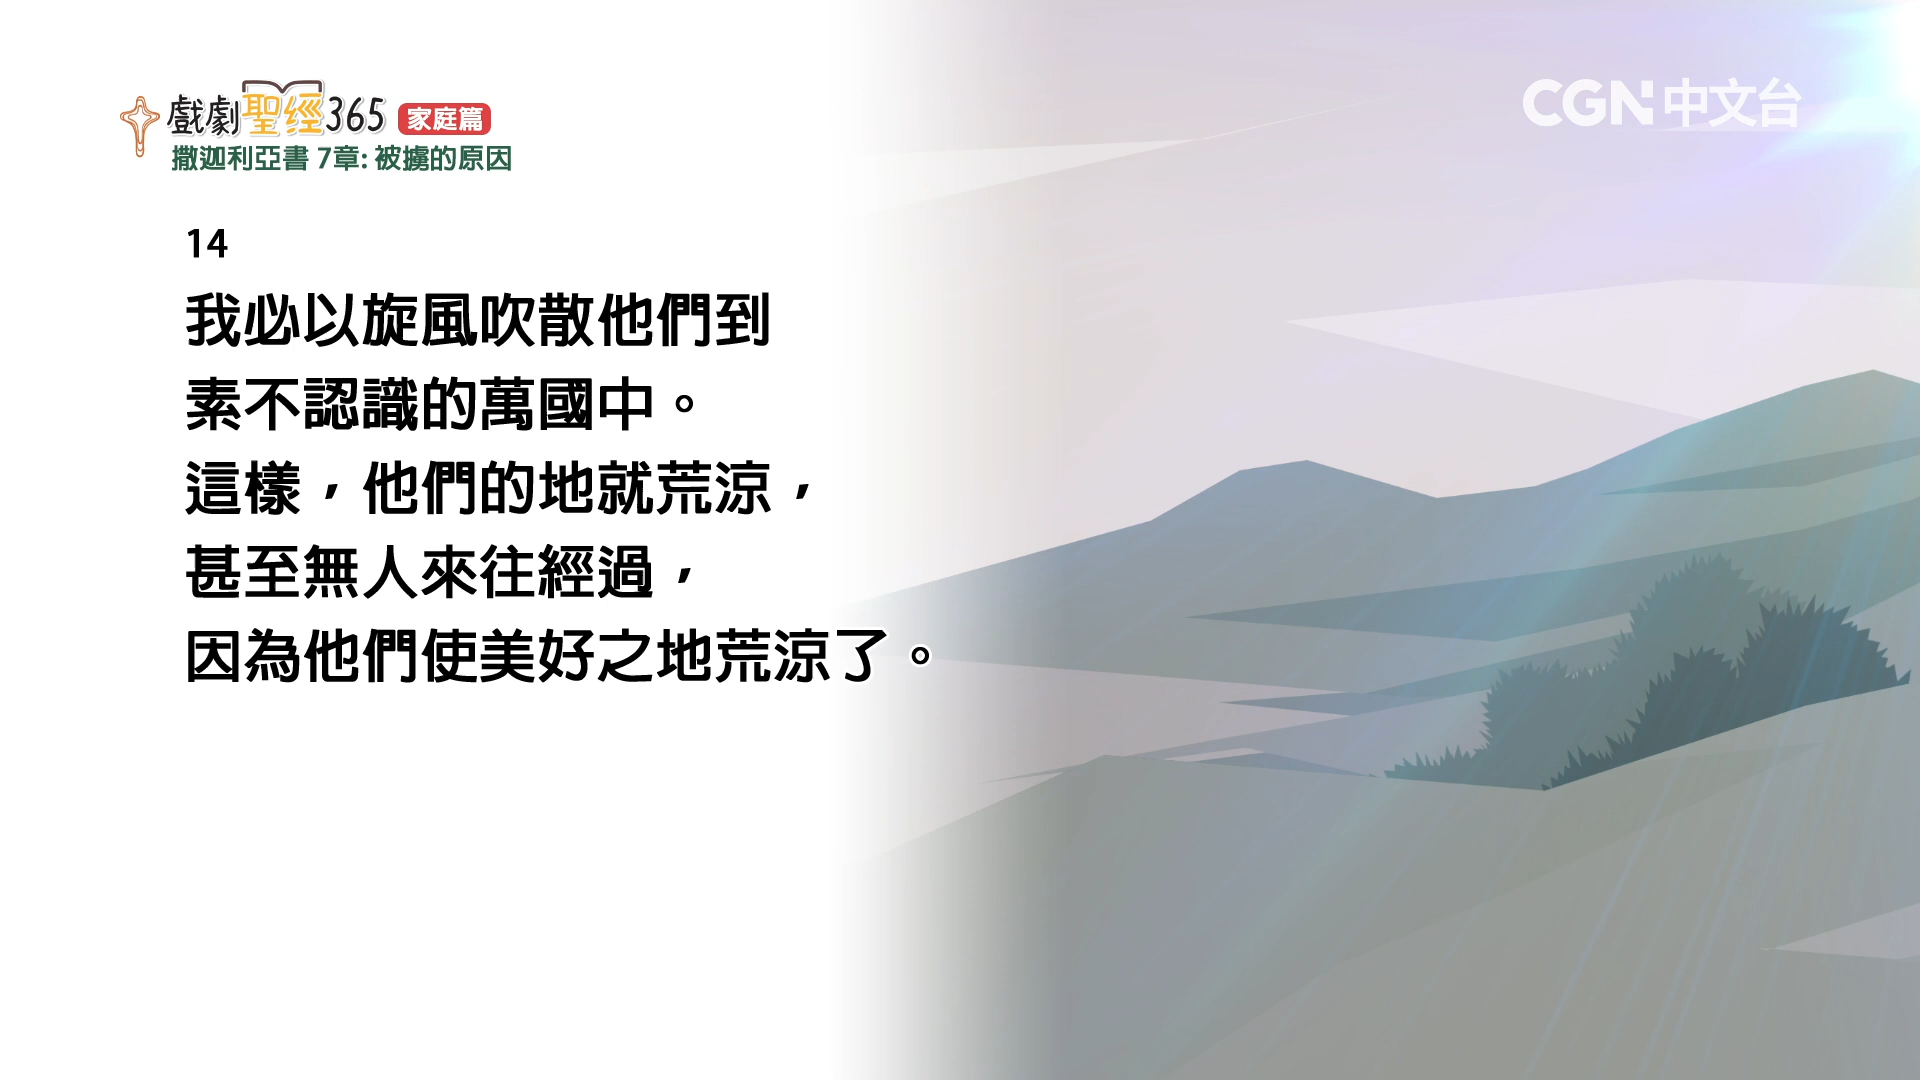 戲劇聖經365 家庭篇
撒迦利亞書 7章: 被擄的原因
CGN 中文台
14
我必以旋風吹散他們到
素不認識的萬國中。
這樣，他們的地就荒涼，
甚至無人來往經過，
因為他們使美好之地荒涼了。